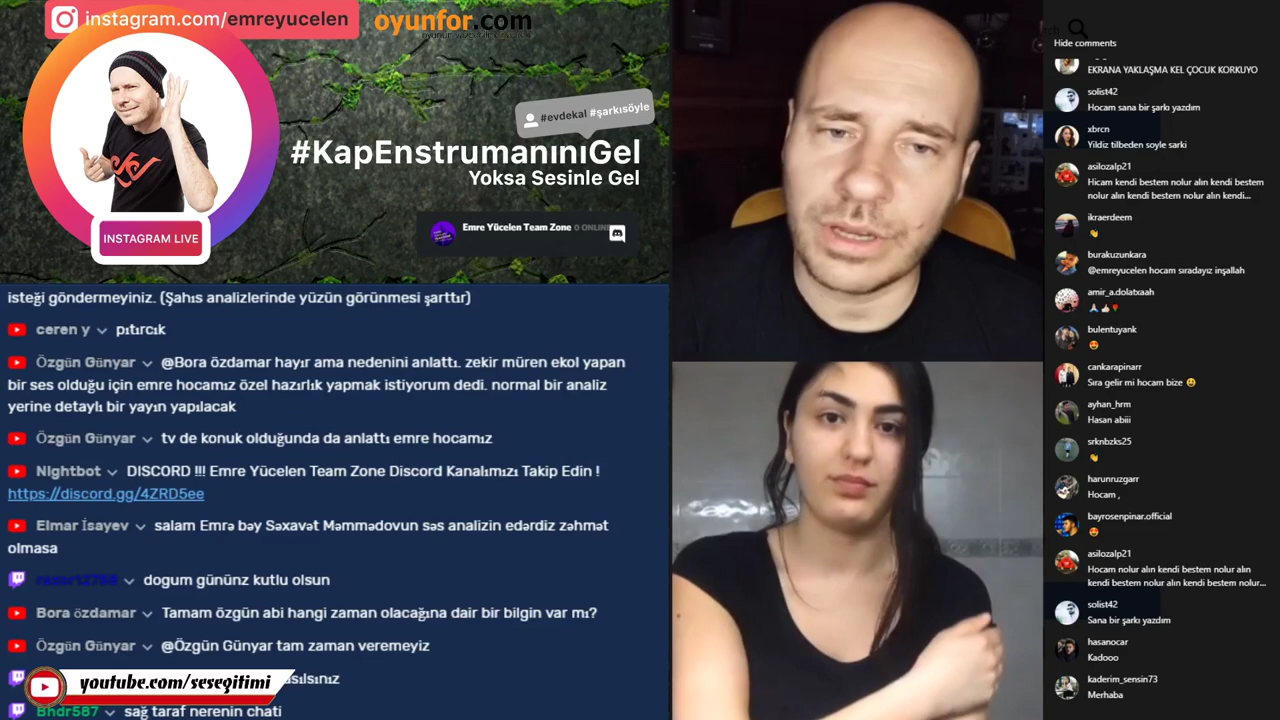 instagram.com/emreyucelen
oyunfor.com
#evdekal #şarkısöyle
#KapEnstrumanınıGel
Yoksa Sesinle Gel
INSTAGRAM LIVE
Emre Yücelen Team Zone 0 ONLINE
isteği göndermeyiniz. (Şahıs analizlerinde yüzün görünmesi şarttır)
ceren y pıtırcık
Özgün Günyar @Bora özdamar hayır ama nedenini anlattı. zekir müren ekol yapan
bir ses olduğu için emre hocamız özel hazırlık yapmak istiyorum dedi. normal bir analiz
yerine detaylı bir yayın yapılacak
Özgün Günyar tv de konuk olduğunda da anlattı emre hocamız
Nightbot DISCORD !!! Emre Yücelen Team Zone Discord Kanalımızı Takip Edin !
https://discord.gg/4ZRD5ee
Elmar İsayev salam Emrə bəy Səxavət Məmmədovun səs analizin edərdiz zəhmət
olmasa
dogum gününz kutlu olsun
Bora özdamar Tamam özgün abi hangi zaman olacağına dair bir bilgin var mı?
Özgün Günyar @Özgün Günyar tam zaman veremeyiz
youtube.com/sesegitimi
Bhdr587 sağ taraf nerenin chati
Hide comments
EKRANA YAKLAŞMA KEL ÇOCUK KORKUYO
solist42
Hocam sana bir şarkı yazdım
xbrcn
Yildiz tilbeden soyle sarki
asilozalp21
Hicam kendi bestem nolur alın kendi bestem
nolur alın kendi bestem nolur alın kendi...
ikraerdeem
👏
burakuzunkara
@emreyucelen hocam sıradayız inşallah
amir_a.dolatxaah
🙏🏻👍🏻🌹
bulentuyank
😍
cankarapinarr
Sıra gelir mi hocam bize 😃
ayhan_hrm
Hasan abiii
srknbzks25
👏
harunruzgarr
Hocam ,
bayrosenpinar.official
😍
asilozalp21
Hocam nolur alın kendi bestem nolur alın
kendi bestem nolur alın kendi bestem nolur...
solist42
Sana bir şarkı yazdım
hasanocar
Kadooo
kaderim_sensin73
Merhaba